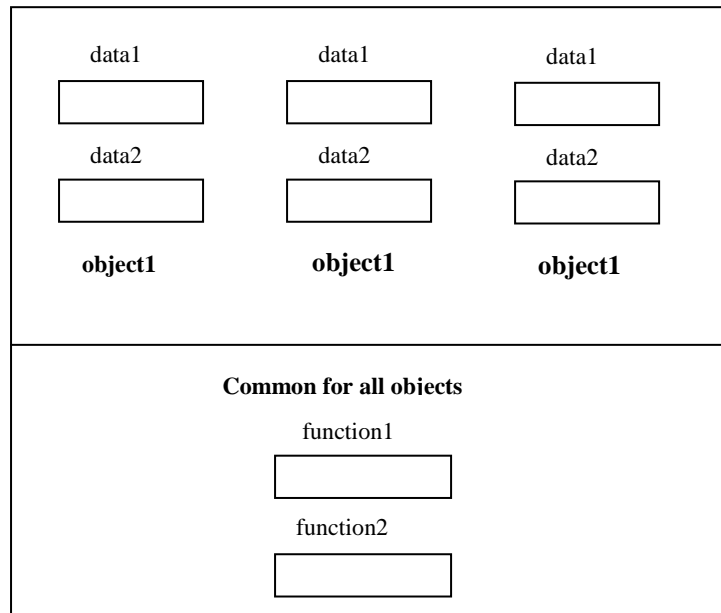 data1 data1 data1
data2 data2 data2
object1 object1 object1
Common for all objects
function1
function2